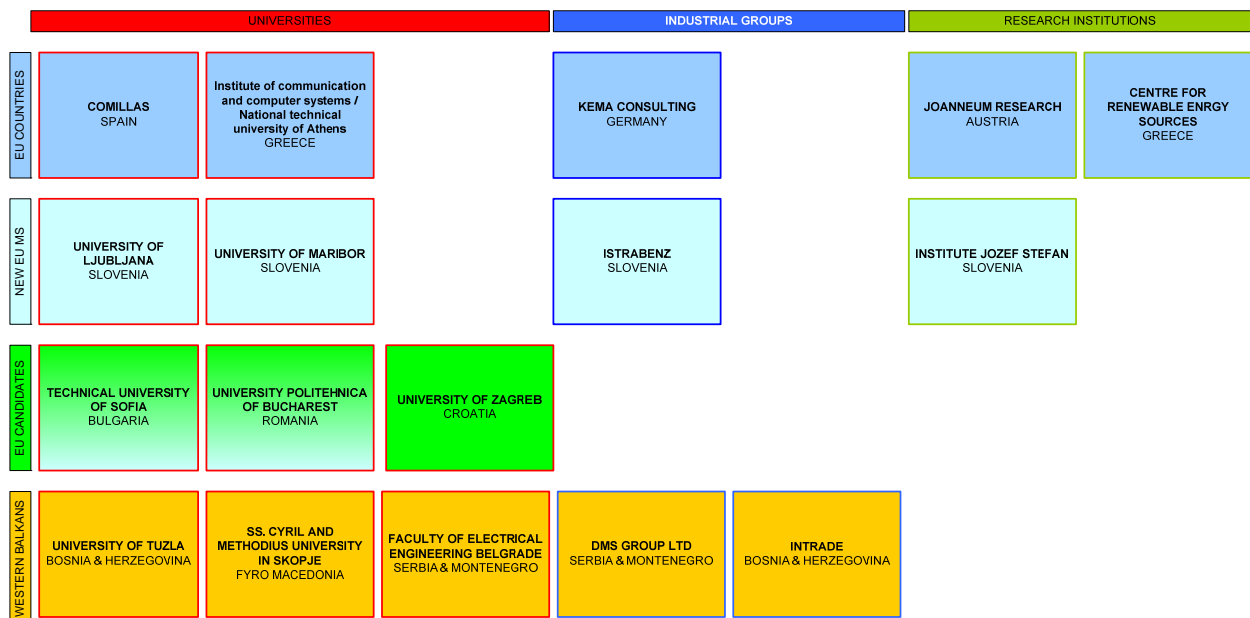 UNIVERSITIES
INDUSTRIAL GROUPS
RESEARCH INSTITUTIONS
EU COUNTRIES
COMILLAS
SPAIN
Institute of communication
and computer systems /
National technical
university of Athens
GREECE
KEMA CONSULTING
GERMANY
JOANNEUM RESEARCH
AUSTRIA
CENTRE FOR
RENEWABLE ENRGY
SOURCES
GREECE
NEW EU MS
UNIVERSITY OF
LJUBLJANA
SLOVENIA
UNIVERSITY OF MARIBOR
SLOVENIA
ISTRABENZ
SLOVENIA
INSTITUTE JOZEF STEFAN
SLOVENIA
EU CANDIDATES
TECHNICAL UNIVERSITY
OF SOFIA
BULGARIA
UNIVERSITY POLITEHNICA
OF BUCHAREST
ROMANIA
UNIVERSITY OF ZAGREB
CROATIA
WESTERN BALKANS
UNIVERSITY OF TUZLA
BOSNIA & HERZEGOVINA
SS. CYRIL AND
METHODIUS UNIVERSITY
IN SKOPJE
FYRO MACEDONIA
FACULTY OF ELECTRICAL
ENGINEERING BELGRADE
SERBIA & MONTENEGRO
DMS GROUP LTD
SERBIA & MONTENEGRO
INTRADE
BOSNIA & HERZEGOVINA